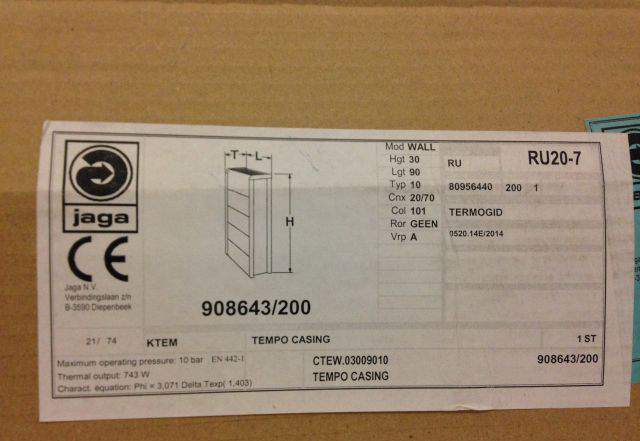 jaga
CE
Jaga N.V.
Verbindingslaan z/n
B-3590 Diepenbeek
T L
H
908643/200
Mod WALL
Hgt 30
Lgt 90
Typ 10
Cnx 20/70
Col 101
Ror GEEN
Vrp A
RU RU20-7
80956440 200 1
TERMOGID
0520.14E/2014
21/ 74 KTEM TEMPO CASING 1 ST
Maximum operating pressure: 10 bar EN 442-1
Thermal output: 743 W
Charact. equation: Phi = 3,071 Delta Texp( 1,403)
CTEW.03009010 908643/200
TEMPO CASING